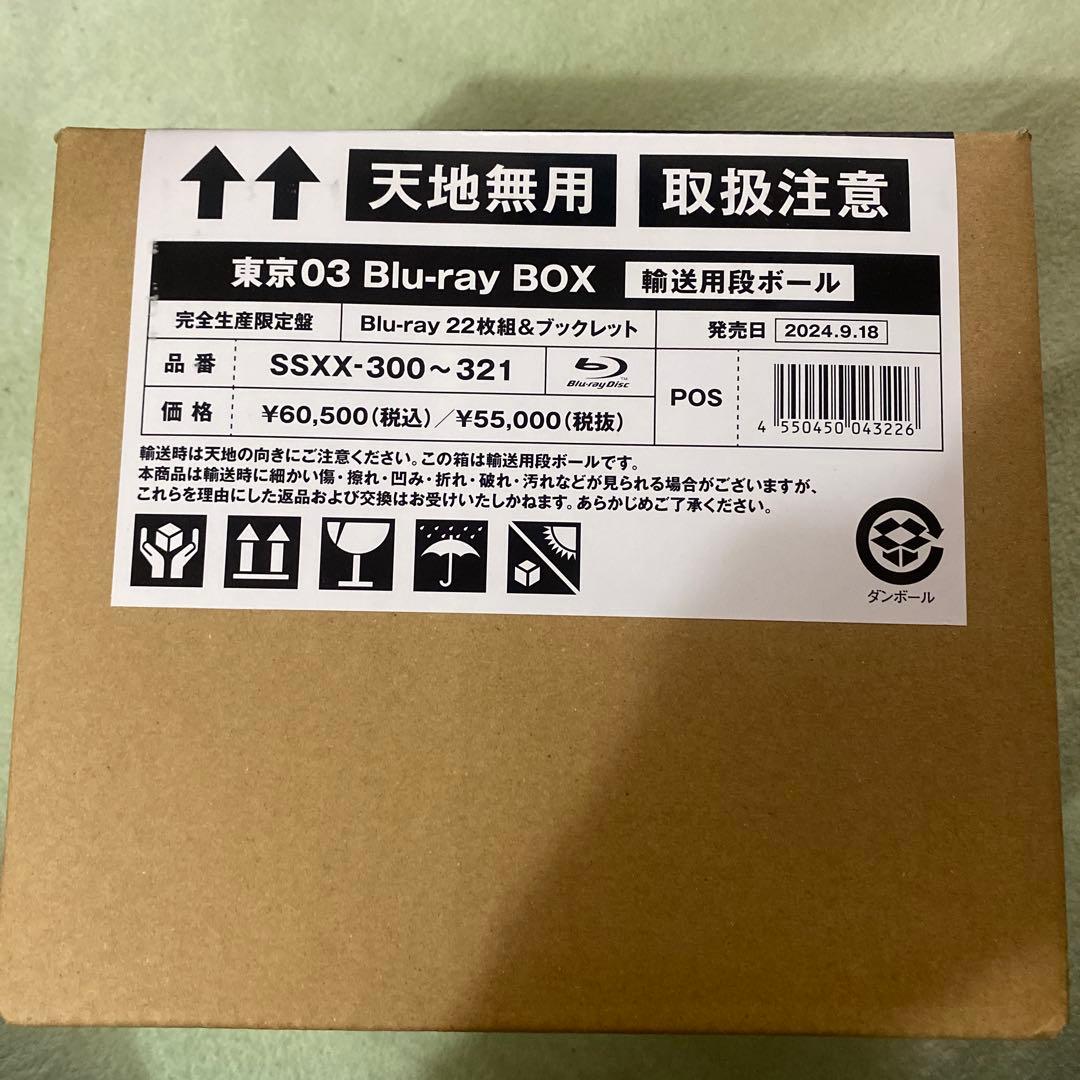 天地無用 取扱注意
東京03 Blu-ray BOX 輸送用段ボール
完全生産限定盤 Blu-ray 22枚組&ブックレット 発売日 2024.9.18
品番 SSXX-300〜321 Blu-ray Disc™ POS
価格 ¥60,500(税込)/¥55,000(税抜) 4 550450 043226
輸送時は天地の向きにご注意ください。この箱は輸送用段ボールです。
本商品は輸送時に細かい傷・擦れ・凹み・折れ・破れ・汚れなどが見られる場合がございますが、
これらを理由にした返品および交換はお受けいたしかねます。あらかじめご了承ください。
ダンボール